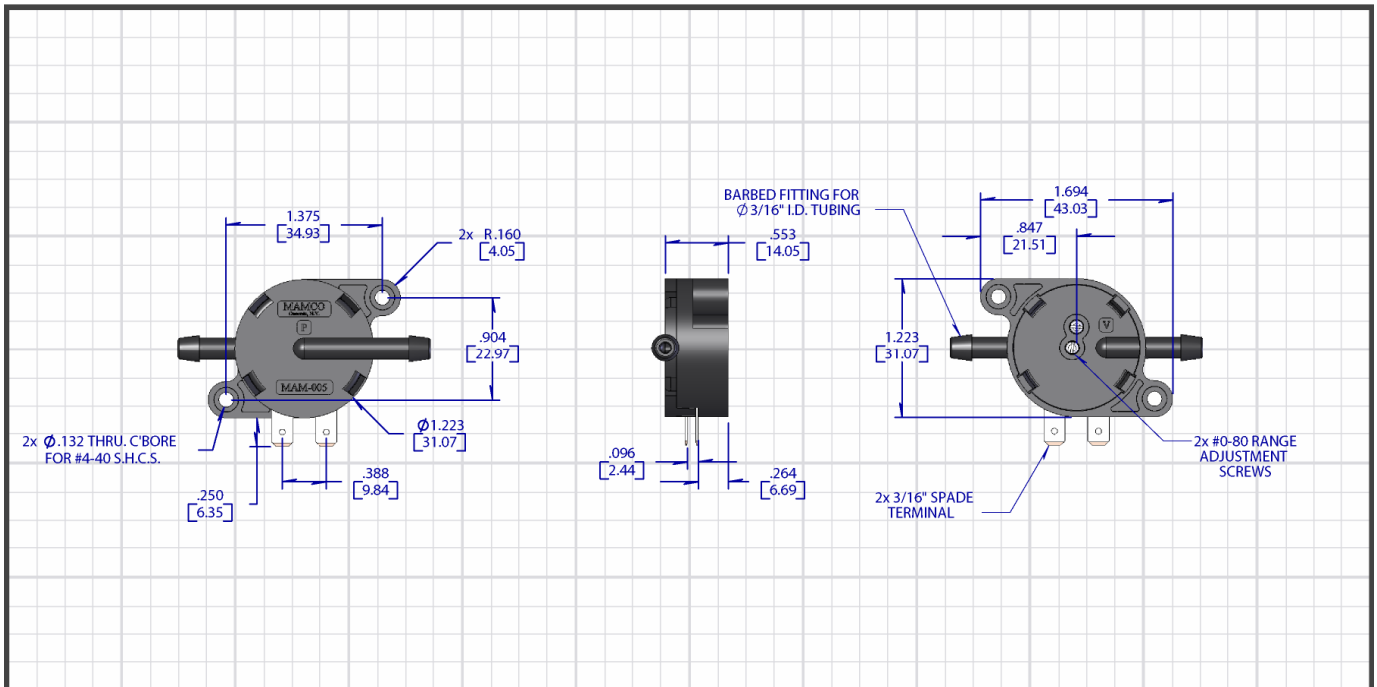 1.375
[34.93]
2x R.160
[4.05]
MAMCO
P
.904
[22.97]
MAM-005
2x Ø.132 THRU. C'BORE
FOR #4-40 S.H.C.S.
Ø1.223
[31.07]
.388
[9.84]
.250
[6.35]
BARBED FITTING FOR
Ø 3/16" I.D. TUBING
.553
[14.05]
.096
[2.44]
.264
[6.69]
1.694
[43.03]
.847
[21.51]
V
1.223
[31.07]
2x #0-80 RANGE
ADJUSTMENT
SCREWS
2x 3/16" SPADE
TERMINAL